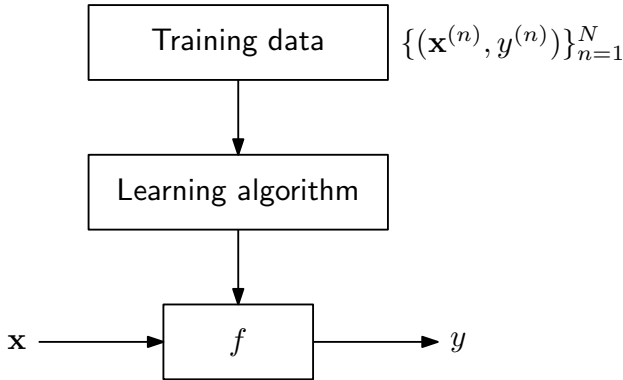 Training data {(x^(n), y^(n))}_{n=1}^N
Learning algorithm
x f y